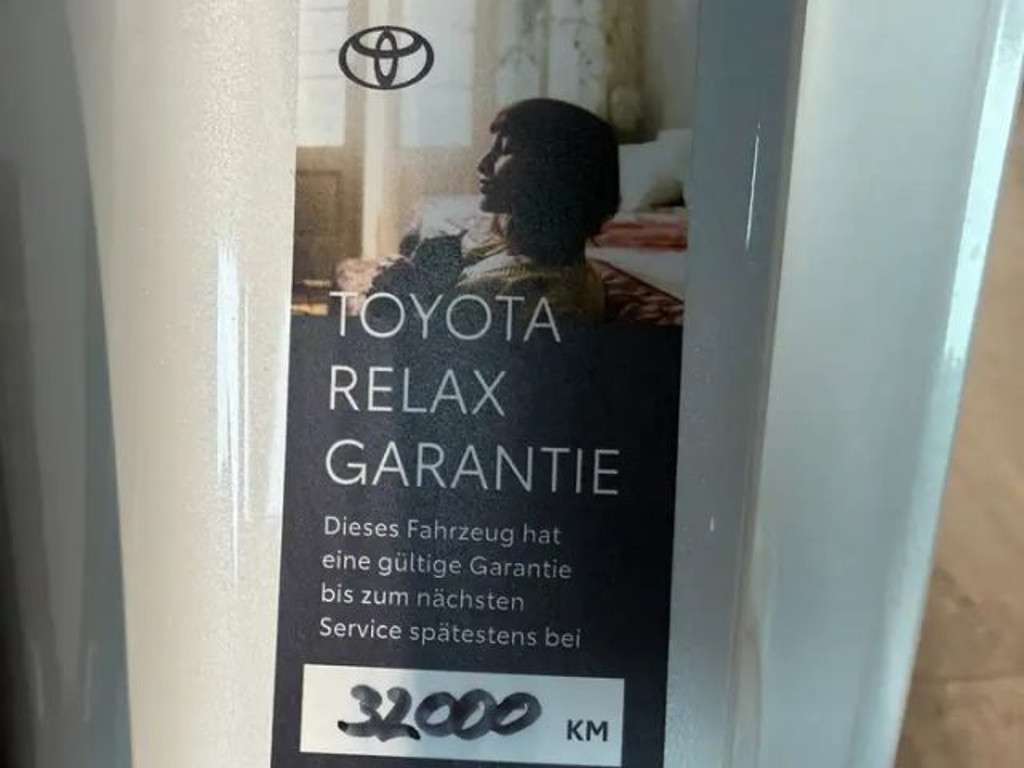 TOYOTA
RELAX
GARANTIE
Dieses Fahrzeug hat
eine gültige Garantie
bis zum nächsten
Service spätestens bei
32000 KM